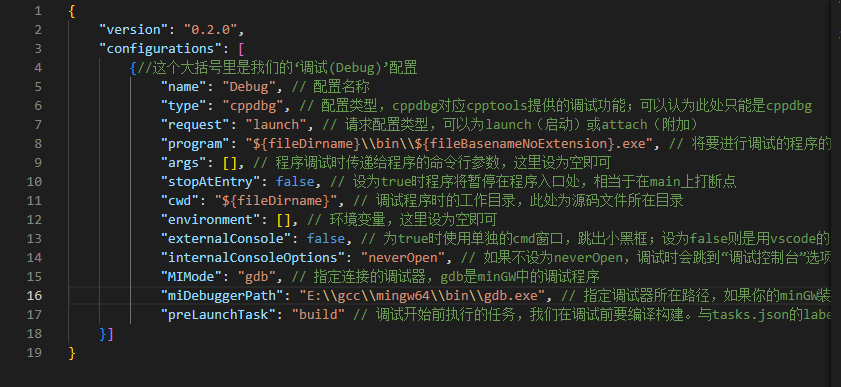 1 {
2 "version": "0.2.0",
3 "configurations": [
4 {//这个大括号里是我们的‘调试(Debug)’配置
5 "name": "Debug", // 配置名称
6 "type": "cppdbg", // 配置类型，cppdbg对应cpptools提供的调试功能；可以认为此处只能是cppdbg
7 "request": "launch", // 请求配置类型，可以为launch（启动）或attach（附加）
8 "program": "${fileDirname}\\bin\\${fileBasenameNoExtension}.exe", // 将要进行调试的程序的
9 "args": [], // 程序调试时传递给程序的命令行参数，这里设为空即可
10 "stopAtEntry": false, // 设为true时程序将暂停在程序入口处，相当于在main上打断点
11 "cwd": "${fileDirname}", // 调试程序时的工作目录，此处为源码文件所在目录
12 "environment": [], // 环境变量，这里设为空即可
13 "externalConsole": false, // 为true时使用单独的cmd窗口，跳出小黑框；设为false则是用vscode的
14 "internalConsoleOptions": "neverOpen", // 如果不设为neverOpen，调试时会跳到“调试控制台”选项
15 "MIMode": "gdb", // 指定连接的调试器，gdb是minGW中的调试程序
16 "miDebuggerPath": "E:\\gcc\\mingw64\\bin\\gdb.exe", // 指定调试器所在路径，如果你的minGW装
17 "preLaunchTask": "build" // 调试开始前执行的任务，我们在调试前要编译构建。与tasks.json的labe
18 }]
19 }